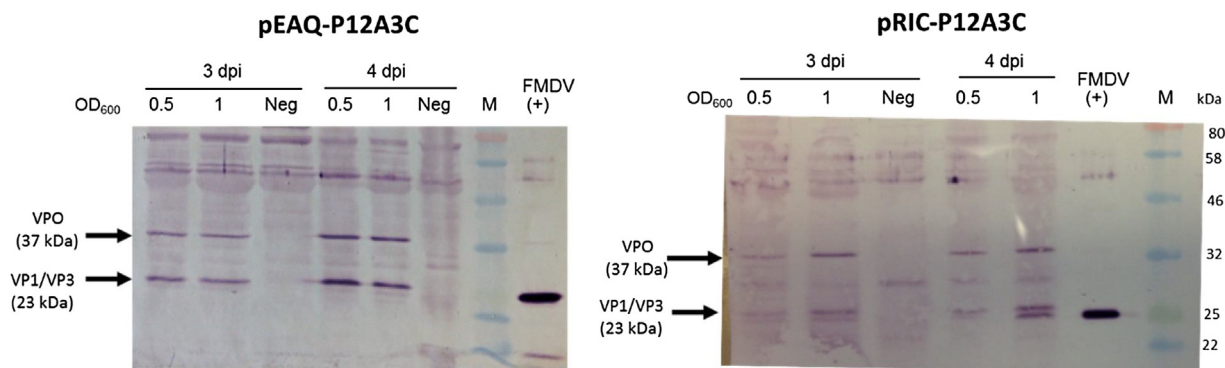 pEAQ-P12A3C
3 dpi 4 dpi FMDV
OD600 0.5 1 Neg 0.5 1 Neg M (+)
VPO
(37 kDa)
VP1/VP3
(23 kDa)
pRIC-P12A3C
3 dpi 4 dpi FMDV
OD600 0.5 1 Neg 0.5 1 (+) M kDa
80
58
46
VPO
(37 kDa)
32
VP1/VP3
(23 kDa)
25
22